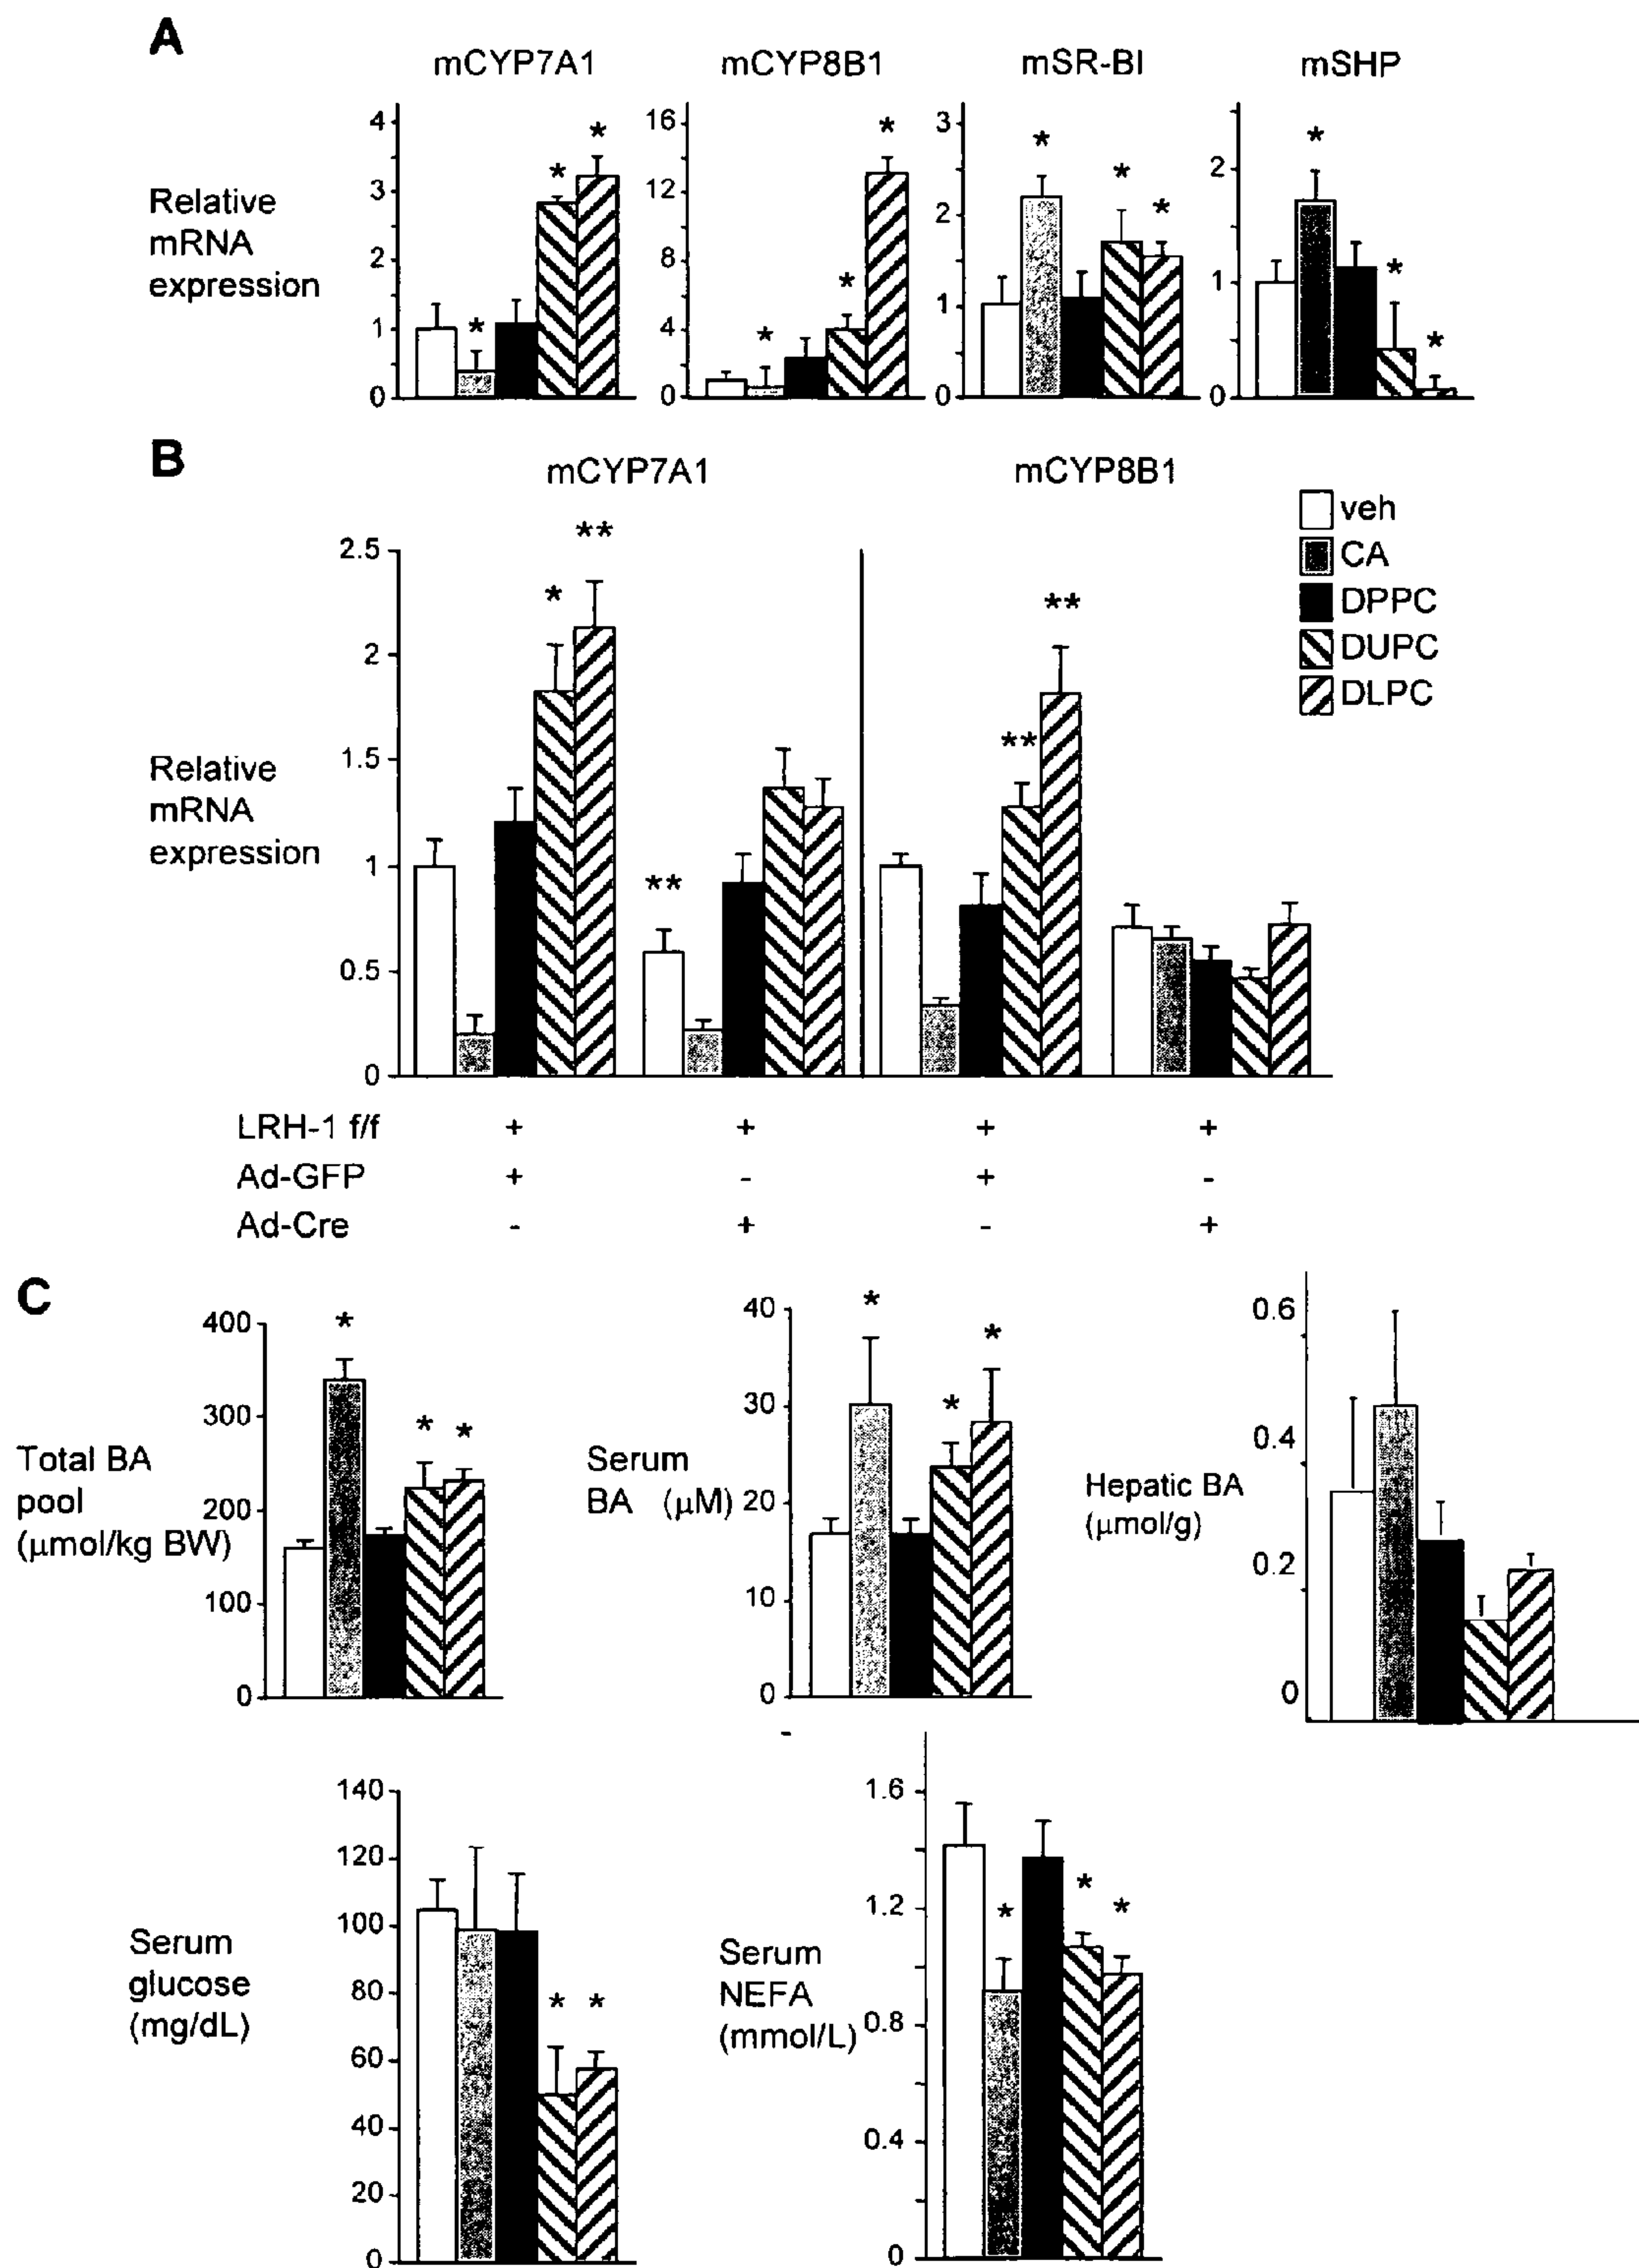 A
mCYP7A1 mCYP8B1 mSR-BI mSHP
Relative
mRNA
expression
4
3
2
1
0
* * *
16
12
8
4
0
* * *
3
2
1
0
* * *
2
1
0
* * *
B
mCYP7A1 mCYP8B1
veh
CA
DPPC
DUPC
DLPC
Relative
mRNA
expression
2.5
2
1.5
1
0.5
0
* ** ** ** **
LRH-1 f/f + + + +
Ad-GFP + - + -
Ad-Cre - + - +
C
Total BA
pool
(μmol/kg BW)
400
300
200
100
0
* * *
Serum
BA (μM)
40
30
20
10
0
* * *
Hepatic BA
(μmol/g)
0.6
0.4
0.2
0
Serum
glucose
(mg/dL)
140
120
100
80
60
40
20
0
* *
Serum
NEFA
(mmol/L)
1.6
1.2
0.8
0.4
0
* * *